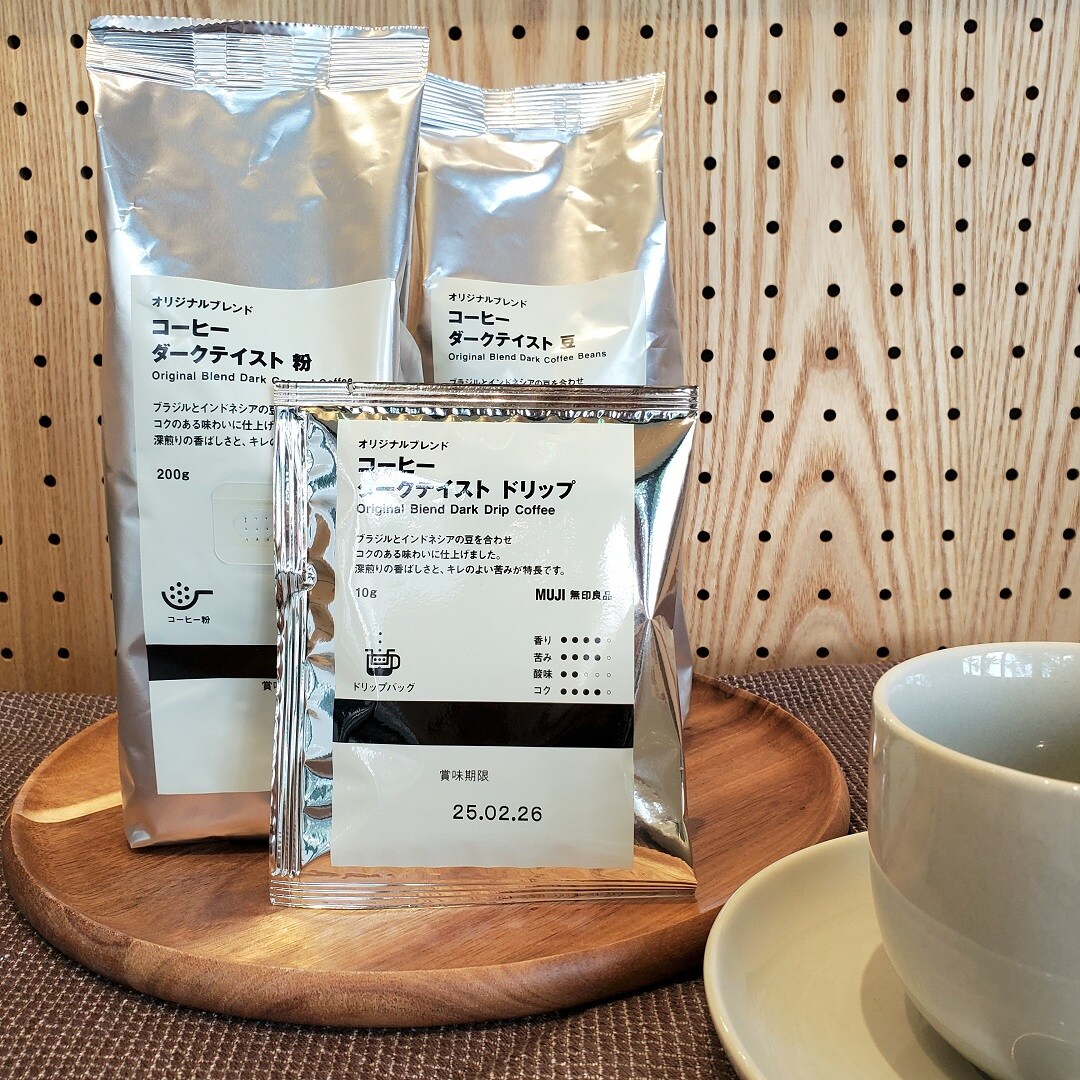 オリジナルブレンド
コーヒー
ダークテイスト 粉
Original Blend Dark Ground Coffee
ブラジルとインドネシアの豆
コクのある味わいに仕上げ
深煎りの香ばしさと、キレの
200g
コーヒー粉
賞
オリジナルブレンド
コーヒー
ダークテイスト 豆
Original Blend Dark Coffee Beans
ブラジルとインドネシアの豆を合わせ
オリジナルブレンド
コーヒー
ダークテイスト ドリップ
Original Blend Dark Drip Coffee
ブラジルとインドネシアの豆を合わせ
コクのある味わいに仕上げました。
深煎りの香ばしさと、キレのよい苦みが特長です。
10g
MUJI 無印良品
香り
苦み
酸味
コク
ドリップバッグ
賞味期限
25.02.26